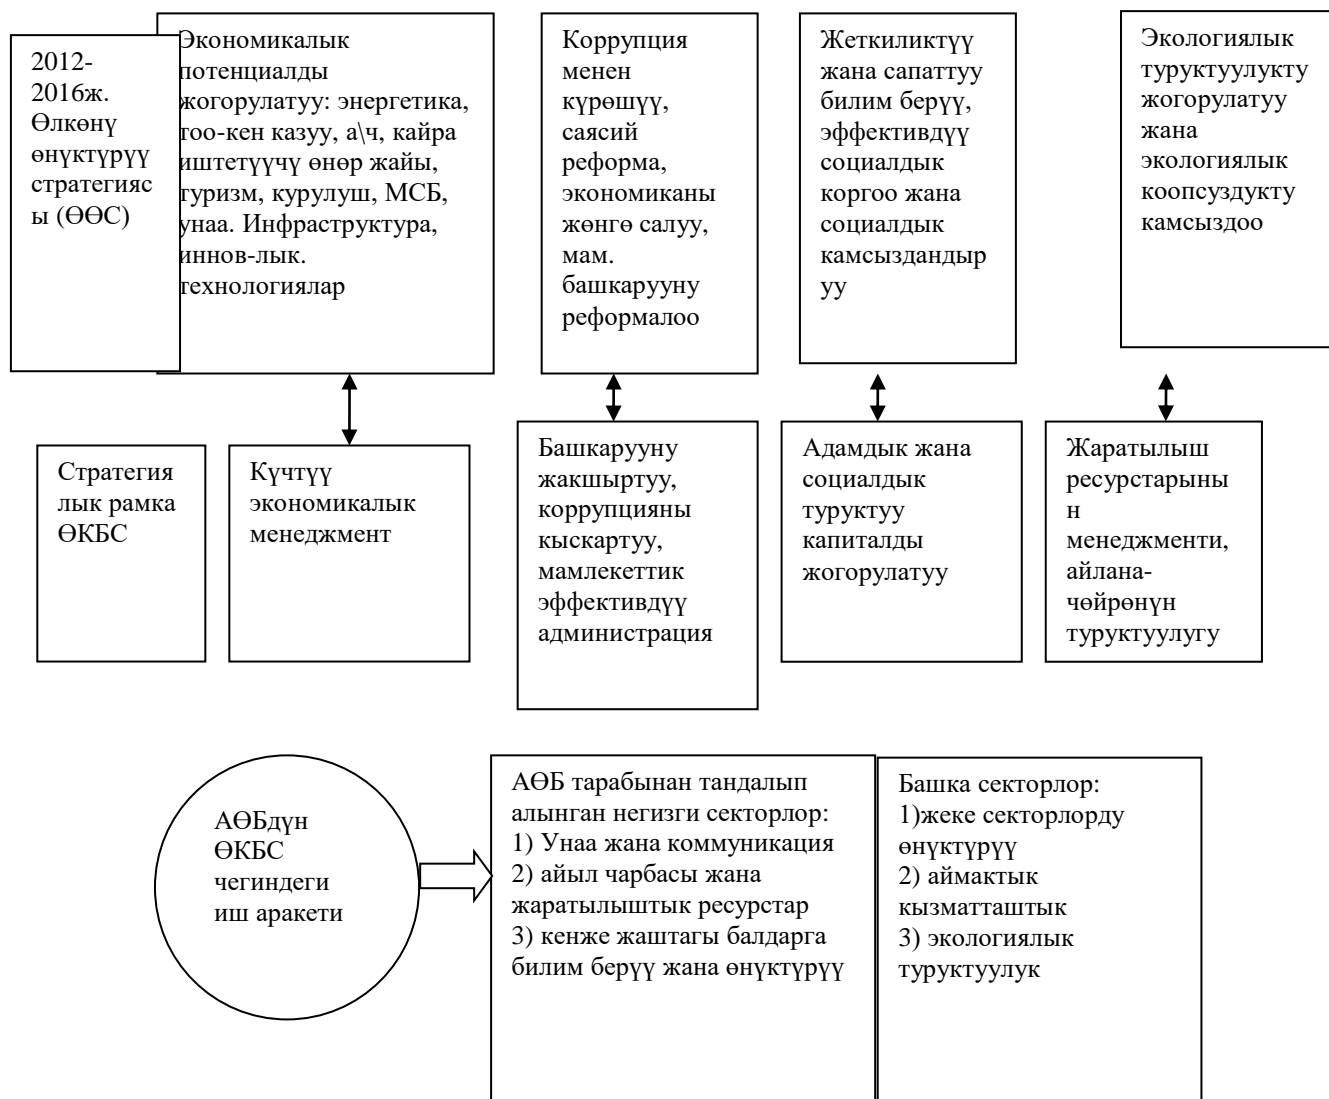 2012-
2016ж.
Өлкөнү
өнүктүрүү
стратегияс
ы (ӨӨС)
Экономикалык
потенциалды
жогорулатуу: энергетика,
тоо-кен казуу, а\ч, кайра
иштетүүчү өнөр жайы,
туризм, курулуш, МСБ,
унаа. Инфраструктура,
иннов-лык.
технологиялар
Коррупция
менен
күрөшүү,
саясий
реформа,
экономиканы
жөнгө салуу,
мам.
башкарууну
реформалоо
Жеткиликтүү
жана сапаттуу
билим берүү,
эффективдүү
социалдык
коргоо жана
социалдык
камсыздандыр
уу
Экологиялык
туруктуулукту
жогорулатуу
жана
экологиялык
коопсуздукту
камсыздоо
Стратегия
лык рамка
ӨКБС
Күчтүү
экономикалык
менеджмент
Башкарууну
жакшыртуу,
коррупцияны
кыскартуу,
мамлекеттик
эффективдүү
администрация
Адамдык жана
социалдык
туруктуу
капиталды
жогорулатуу
Жаратылыш
ресурстарыны
н
менеджменти,
айлана-
чөйрөнүн
туруктуулугу
АӨБдүн
ӨКБС
чегиндеги
иш аракети
АӨБ тарабынан тандалып
алынган негизги секторлор:
1) Унаа жана коммуникация
2) айыл чарбасы жана
жаратылыштык ресурстар
3) кенже жаштагы балдарга
билим берүү жана өнүктүрүү
Башка секторлор:
1)жеке секторлорду
өнүктүрүү
2) аймактык
кызматташтык
3) экологиялык
туруктуулук